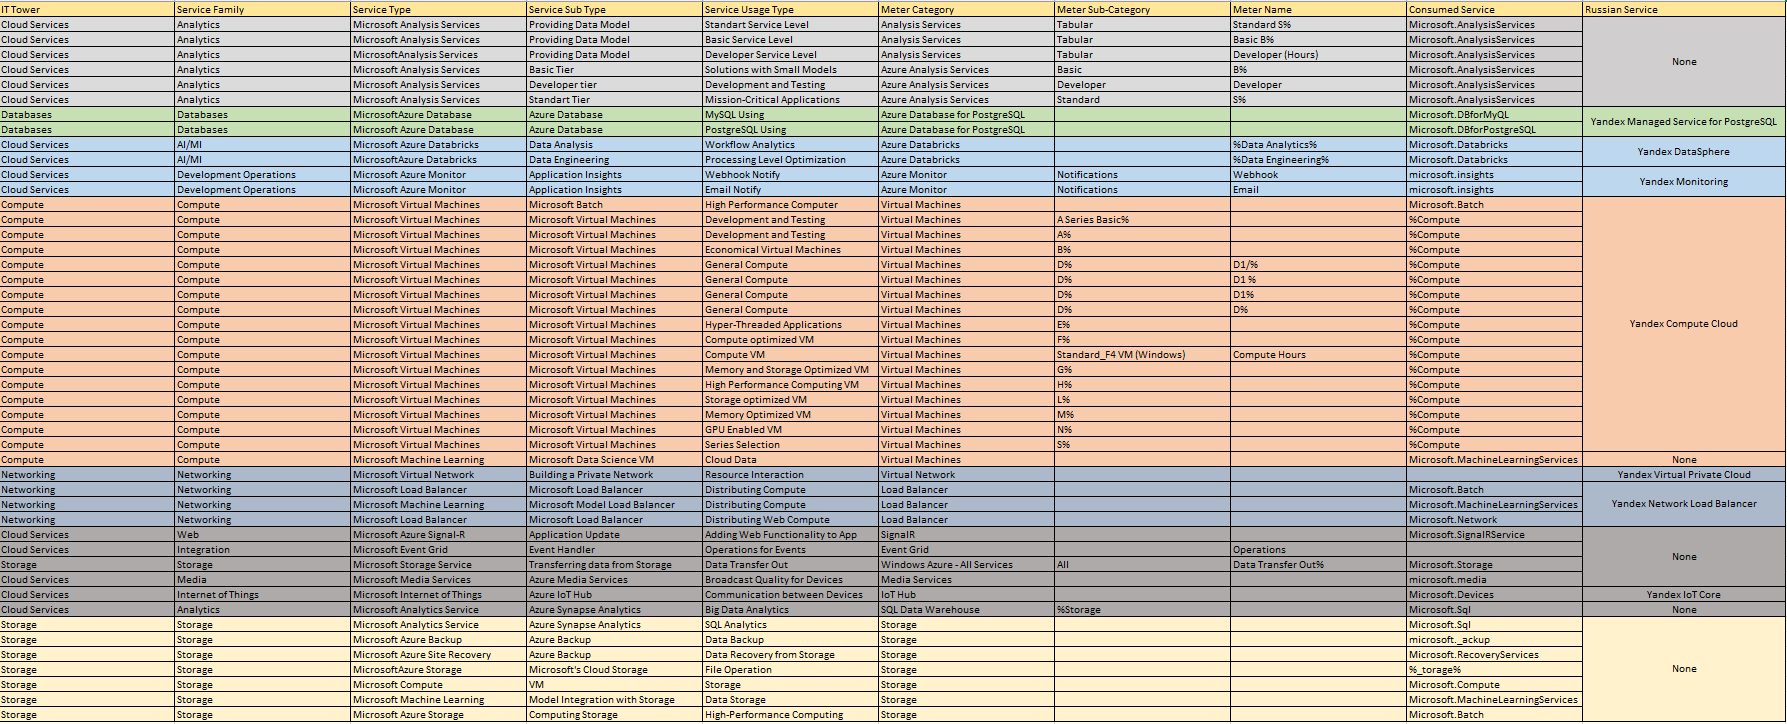 IT Tower Service Family Service Type Service Sub Type Service Usage Type Meter Category Meter Sub-Category Meter Name Consumed Service Russian Service
Cloud Services Analytics Microsoft Analysis Services Providing Data Model Standart Service Level Analysis Services Tabular Standard S% Microsoft.AnalysisServices
Cloud Services Analytics Microsoft Analysis Services Providing Data Model Basic Service Level Analysis Services Tabular Basic B% Microsoft.AnalysisServices
Cloud Services Analytics MicrosoftAnalysis Services Providing Data Model Developer Service Level Analysis Services Tabular Developer (Hours) Microsoft.AnalysisServices
None
Cloud Services Analytics Microsoft Analysis Services Basic Tier Solutions with Small Models Azure Analysis Services Basic B% Microsoft.AnalysisServices
Cloud Services Analytics Microsoft Analysis Services Developer tier Development and Testing Azure Analysis Services Developer Developer Microsoft.AnalysisServices
Cloud Services Analytics Microsoft Analysis Services Standart Tier Mission-Critical Applications Azure Analysis Services Standard S% Microsoft.AnalysisServices
Databases Databases MicrosoftAzure Database Azure Database MySQL Using Azure Database for PostgreSQL Microsoft.DBforMyQL
Yandex Managed Service for PostgreSQL
Databases Databases Microsoft Azure Database Azure Database PostgreSQL Using Azure Database for PostgreSQL Microsoft.DBforPostgreSQL
Cloud Services AI/MI Microsoft Azure Databricks Data Analysis Workflow Analytics Azure Databricks %Data Analytics% Microsoft.Databricks
Yandex DataSphere
Cloud Services AI/MI MicrosoftAzure Databricks Data Engineering Processing Level Optimization Azure Databricks %Data Engineering% Microsoft.Databricks
Cloud Services Development Operations Microsoft Azure Monitor Application Insights Webhook Notify Azure Monitor Notifications Webhook microsoft.insights
Yandex Monitoring
Cloud Services Development Operations Microsoft Azure Monitor Application Insights Email Notify Azure Monitor Notifications Email microsoft.insights
Compute Compute Microsoft Virtual Machines Microsoft Batch High Performance Computer Virtual Machines Microsoft.Batch
Compute Compute Microsoft Virtual Machines Microsoft Virtual Machines Development and Testing Virtual Machines A Series Basic% %Compute
Compute Compute Microsoft Virtual Machines Microsoft Virtual Machines Development and Testing Virtual Machines A% %Compute
Compute Compute Microsoft Virtual Machines Microsoft Virtual Machines Economical Virtual Machines Virtual Machines B% %Compute
Compute Compute Microsoft Virtual Machines Microsoft Virtual Machines General Compute Virtual Machines D% D1/% %Compute
Compute Compute Microsoft Virtual Machines Microsoft Virtual Machines General Compute Virtual Machines D% D1 % %Compute
Compute Compute Microsoft Virtual Machines Microsoft Virtual Machines General Compute Virtual Machines D% D1% %Compute
Compute Compute Microsoft Virtual Machines Microsoft Virtual Machines General Compute Virtual Machines D% D% %Compute
Compute Compute Microsoft Virtual Machines Microsoft Virtual Machines Hyper-Threaded Applications Virtual Machines E% %Compute Yandex Compute Cloud
Compute Compute Microsoft Virtual Machines Microsoft Virtual Machines Compute optimized VM Virtual Machines F% %Compute
Compute Compute Microsoft Virtual Machines Microsoft Virtual Machines Compute VM Virtual Machines Standard_F4 VM (Windows) Compute Hours %Compute
Compute Compute Microsoft Virtual Machines Microsoft Virtual Machines Memory and Storage Optimized VM Virtual Machines G% %Compute
Compute Compute Microsoft Virtual Machines Microsoft Virtual Machines High Performance Computing VM Virtual Machines H% %Compute
Compute Compute Microsoft Virtual Machines Microsoft Virtual Machines Storage optimized VM Virtual Machines L% %Compute
Compute Compute Microsoft Virtual Machines Microsoft Virtual Machines Memory Optimized VM Virtual Machines M% %Compute
Compute Compute Microsoft Virtual Machines Microsoft Virtual Machines GPU Enabled VM Virtual Machines N% %Compute
Compute Compute Microsoft Virtual Machines Microsoft Virtual Machines Series Selection Virtual Machines S% %Compute
Compute Compute Microsoft Machine Learning Microsoft Data Science VM Cloud Data Virtual Machines Microsoft.MachineLearningServices None
Networking Networking Microsoft Virtual Network Building a Private Network Resource Interaction Virtual Network Yandex Virtual Private Cloud
Networking Networking Microsoft Load Balancer Microsoft Load Balancer Distributing Compute Load Balancer Microsoft.Batch
Networking Networking Microsoft Machine Learning Microsoft Model Load Balancer Distributing Compute Load Balancer Microsoft.MachineLearningServices Yandex Network Load Balancer
Networking Networking Microsoft Load Balancer Microsoft Load Balancer Distributing Web Compute Load Balancer Microsoft.Network
Cloud Services Web Microsoft Azure Signal-R Application Update Adding Web Functionality to App SignalR Microsoft.SignalRService
Cloud Services Integration Microsoft Event Grid Event Handler Operations for Events Event Grid Operations
None
Storage Storage Microsoft Storage Service Transferring data from Storage Data Transfer Out Windows Azure - All Services All Data Transfer Out% Microsoft.Storage
Cloud Services Media Microsoft Media Services Azure Media Services Broadcast Quality for Devices Media Services microsoft.media
Cloud Services Internet of Things Microsoft Internet of Things Azure IoT Hub Communication between Devices IoT Hub Microsoft.Devices Yandex IoT Core
Cloud Services Analytics Microsoft Analytics Service Azure Synapse Analytics Big Data Analytics SQL Data Warehouse %Storage Microsoft.Sql None
Storage Storage Microsoft Analytics Service Azure Synapse Analytics SQL Analytics Storage Microsoft.Sql
Storage Storage Microsoft Azure Backup Azure Backup Data Backup Storage microsoft._ackup
Storage Storage Microsoft Azure Site Recovery Azure Backup Data Recovery from Storage Storage Microsoft.RecoveryServices
Storage Storage MicrosoftAzure Storage Microsoft's Cloud Storage File Operation Storage %_torage% None
Storage Storage Microsoft Compute VM Storage Storage Microsoft.Compute
Storage Storage Microsoft Machine Learning Model Integration with Storage Data Storage Storage Microsoft.MachineLearningServices
Storage Storage Microsoft Azure Storage Computing Storage High-Performance Computing Storage Microsoft.Batch